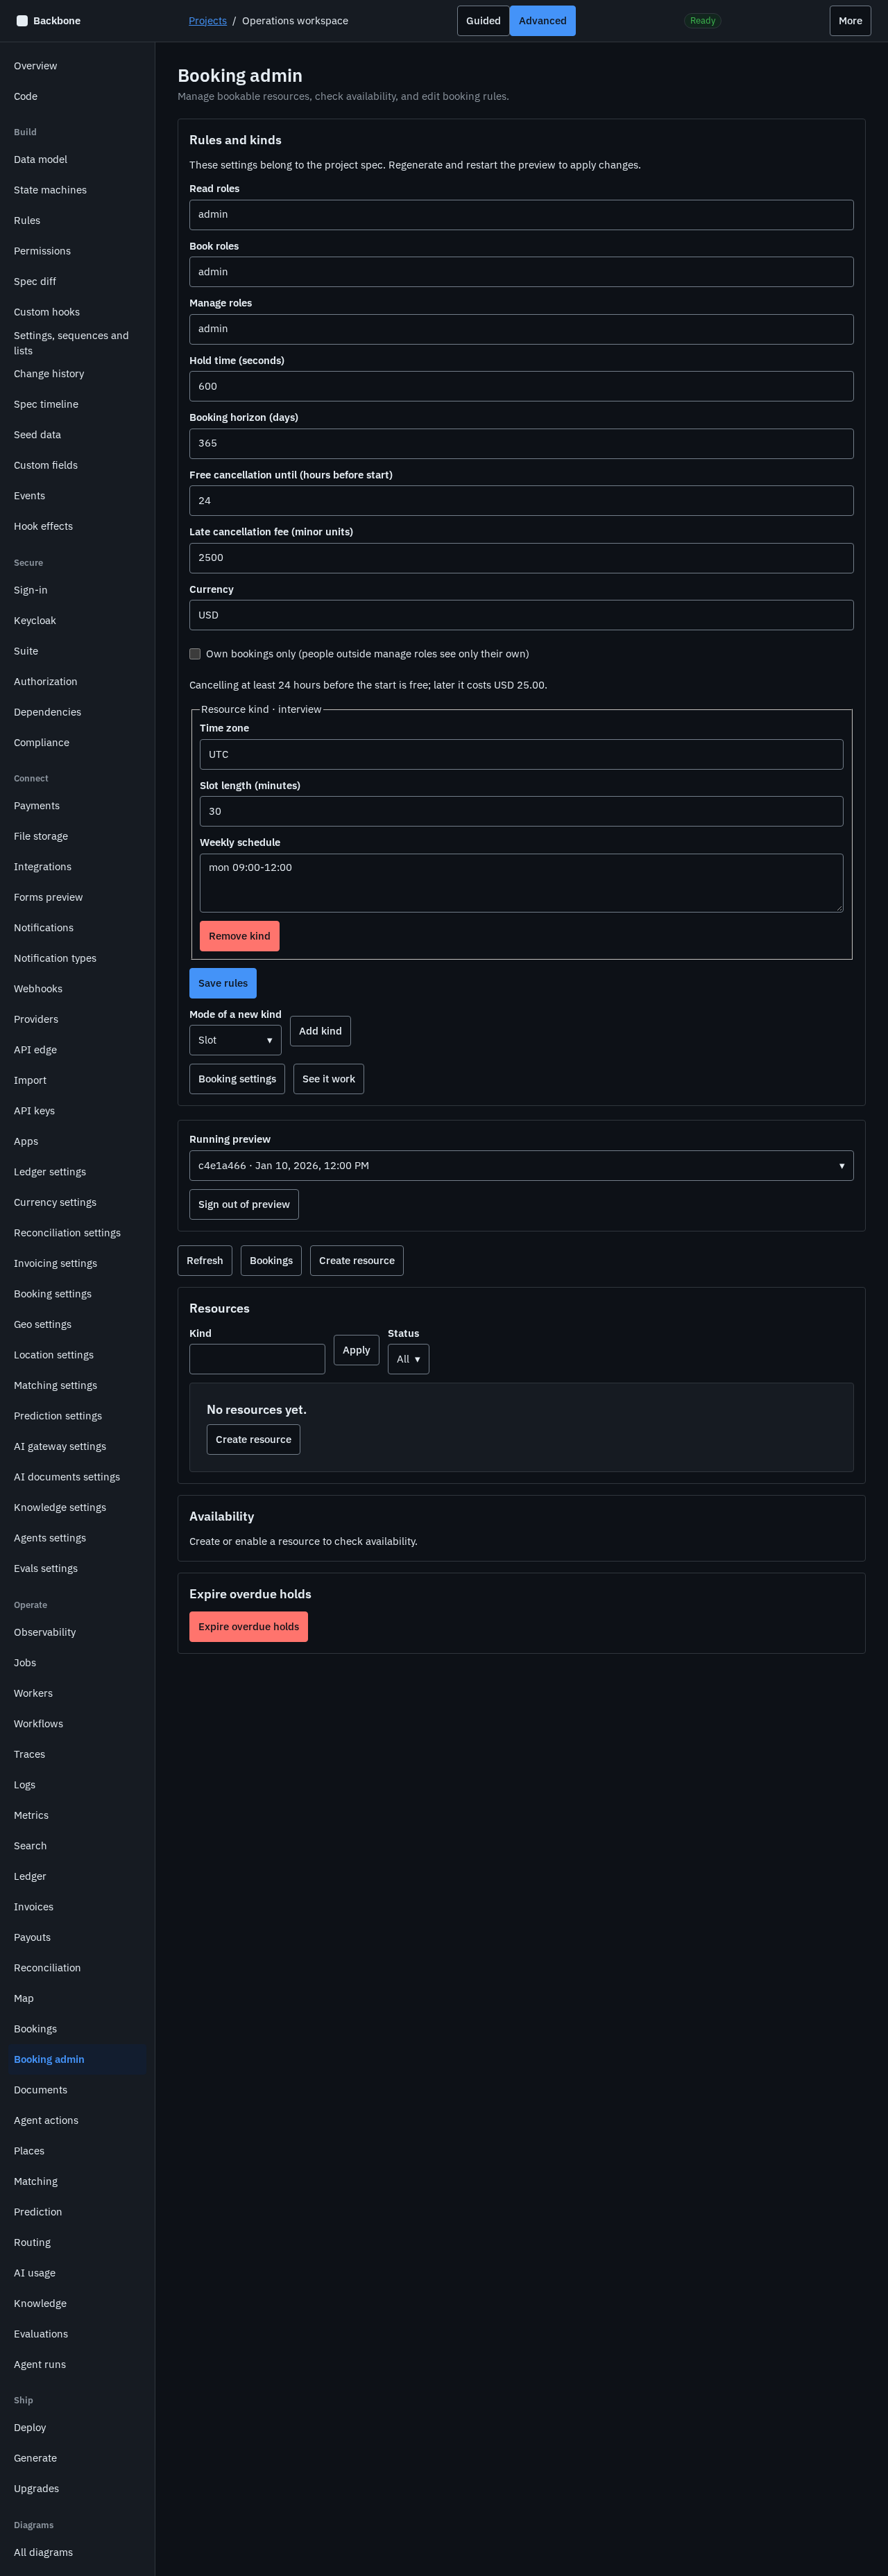 Backbone
Projects / Operations workspace
Guided
Advanced
Ready
More
Overview
Code
Build
Data model
State machines
Rules
Permissions
Spec diff
Custom hooks
Settings, sequences and
lists
Change history
Spec timeline
Seed data
Custom fields
Events
Hook effects
Secure
Sign-in
Keycloak
Suite
Authorization
Dependencies
Compliance
Connect
Payments
File storage
Integrations
Forms preview
Notifications
Notification types
Webhooks
Providers
API edge
Import
API keys
Apps
Ledger settings
Currency settings
Reconciliation settings
Invoicing settings
Booking settings
Geo settings
Location settings
Matching settings
Prediction settings
AI gateway settings
AI documents settings
Knowledge settings
Agents settings
Evals settings
Operate
Observability
Jobs
Workers
Workflows
Traces
Logs
Metrics
Search
Ledger
Invoices
Payouts
Reconciliation
Map
Bookings
Booking admin
Documents
Agent actions
Places
Matching
Prediction
Routing
AI usage
Knowledge
Evaluations
Agent runs
Ship
Deploy
Generate
Upgrades
Diagrams
All diagrams
Booking admin
Manage bookable resources, check availability, and edit booking rules.
Rules and kinds
These settings belong to the project spec. Regenerate and restart the preview to apply changes.
Read roles
admin
Book roles
admin
Manage roles
admin
Hold time (seconds)
600
Booking horizon (days)
365
Free cancellation until (hours before start)
24
Late cancellation fee (minor units)
2500
Currency
USD
Own bookings only (people outside manage roles see only their own)
Cancelling at least 24 hours before the start is free; later it costs USD 25.00.
Resource kind · interview
Time zone
UTC
Slot length (minutes)
30
Weekly schedule
mon 09:00-12:00
Remove kind
Save rules
Mode of a new kind
Slot ▾
Add kind
Booking settings
See it work
Running preview
c4e1a466 · Jan 10, 2026, 12:00 PM ▾
Sign out of preview
Refresh
Bookings
Create resource
Resources
Kind
Apply
Status
All ▾
No resources yet.
Create resource
Availability
Create or enable a resource to check availability.
Expire overdue holds
Expire overdue holds